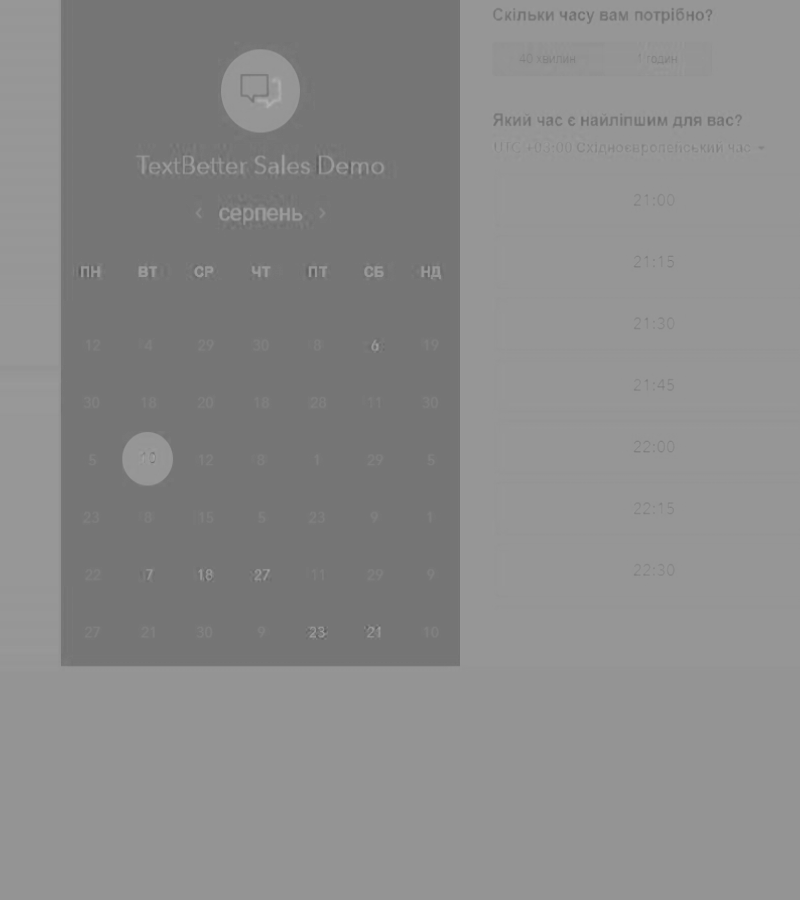 TextBetter Sales Demo
серпень
ПН ВТ СР ЧТ ПТ СБ НД
12 4 29 30 8 6 19
30 18 20 18 28 11 30
5 10 12 8 1 29 5
23 8 15 5 23 9 1
22 7 18 27 11 29 9
27 21 30 9 23 21 10
Скільки часу вам потрібно?
40 хвилин 1 годин
Який час є найліпшим для вас?
UTC +03:00 Східноєвропейський час
21:00
21:15
21:30
21:45
22:00
22:15
22:30